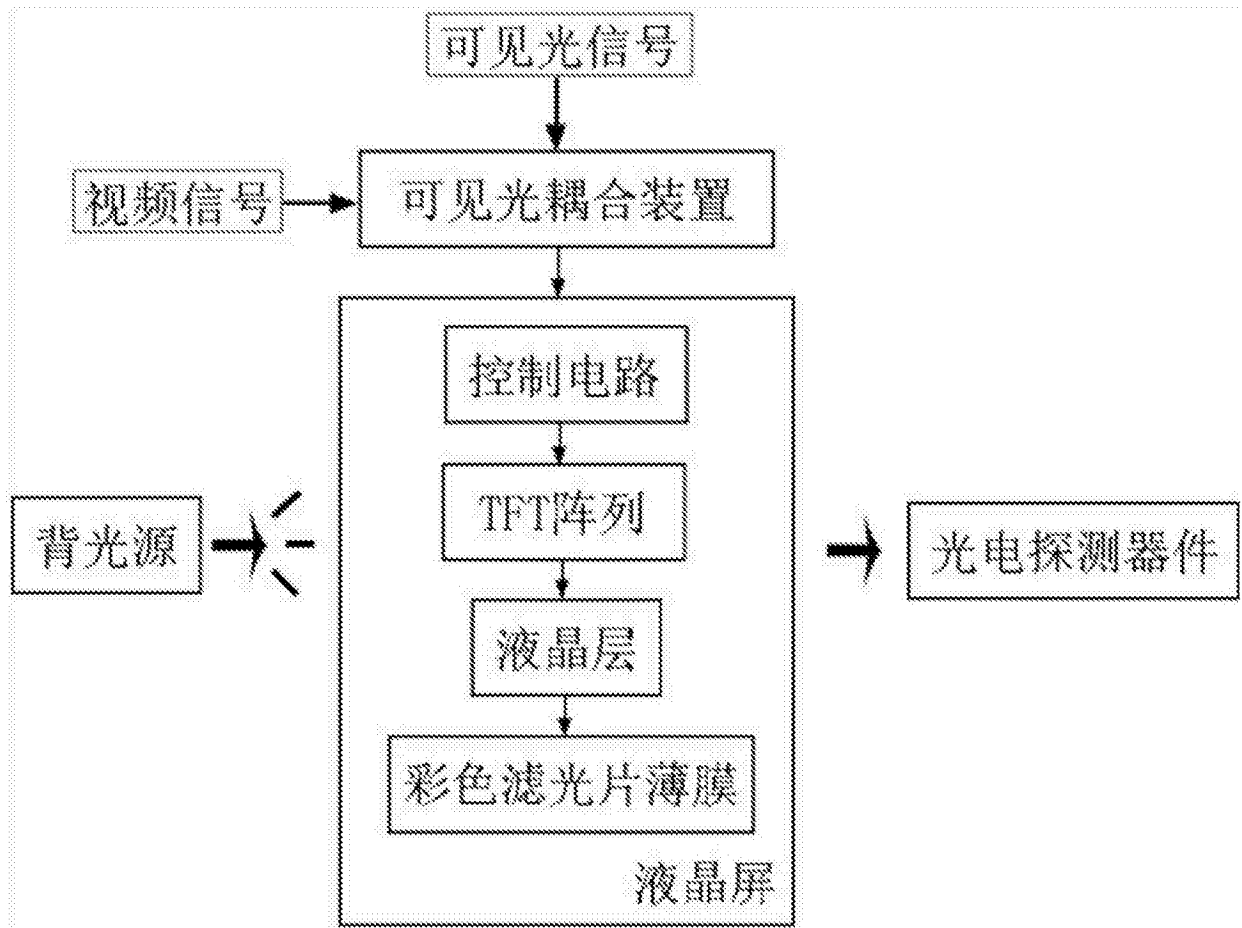 可见光信号
视频信号
可见光耦合装置
控制电路
TFT阵列
背光源
光电探测器件
液晶层
彩色滤光片薄膜
液晶屏